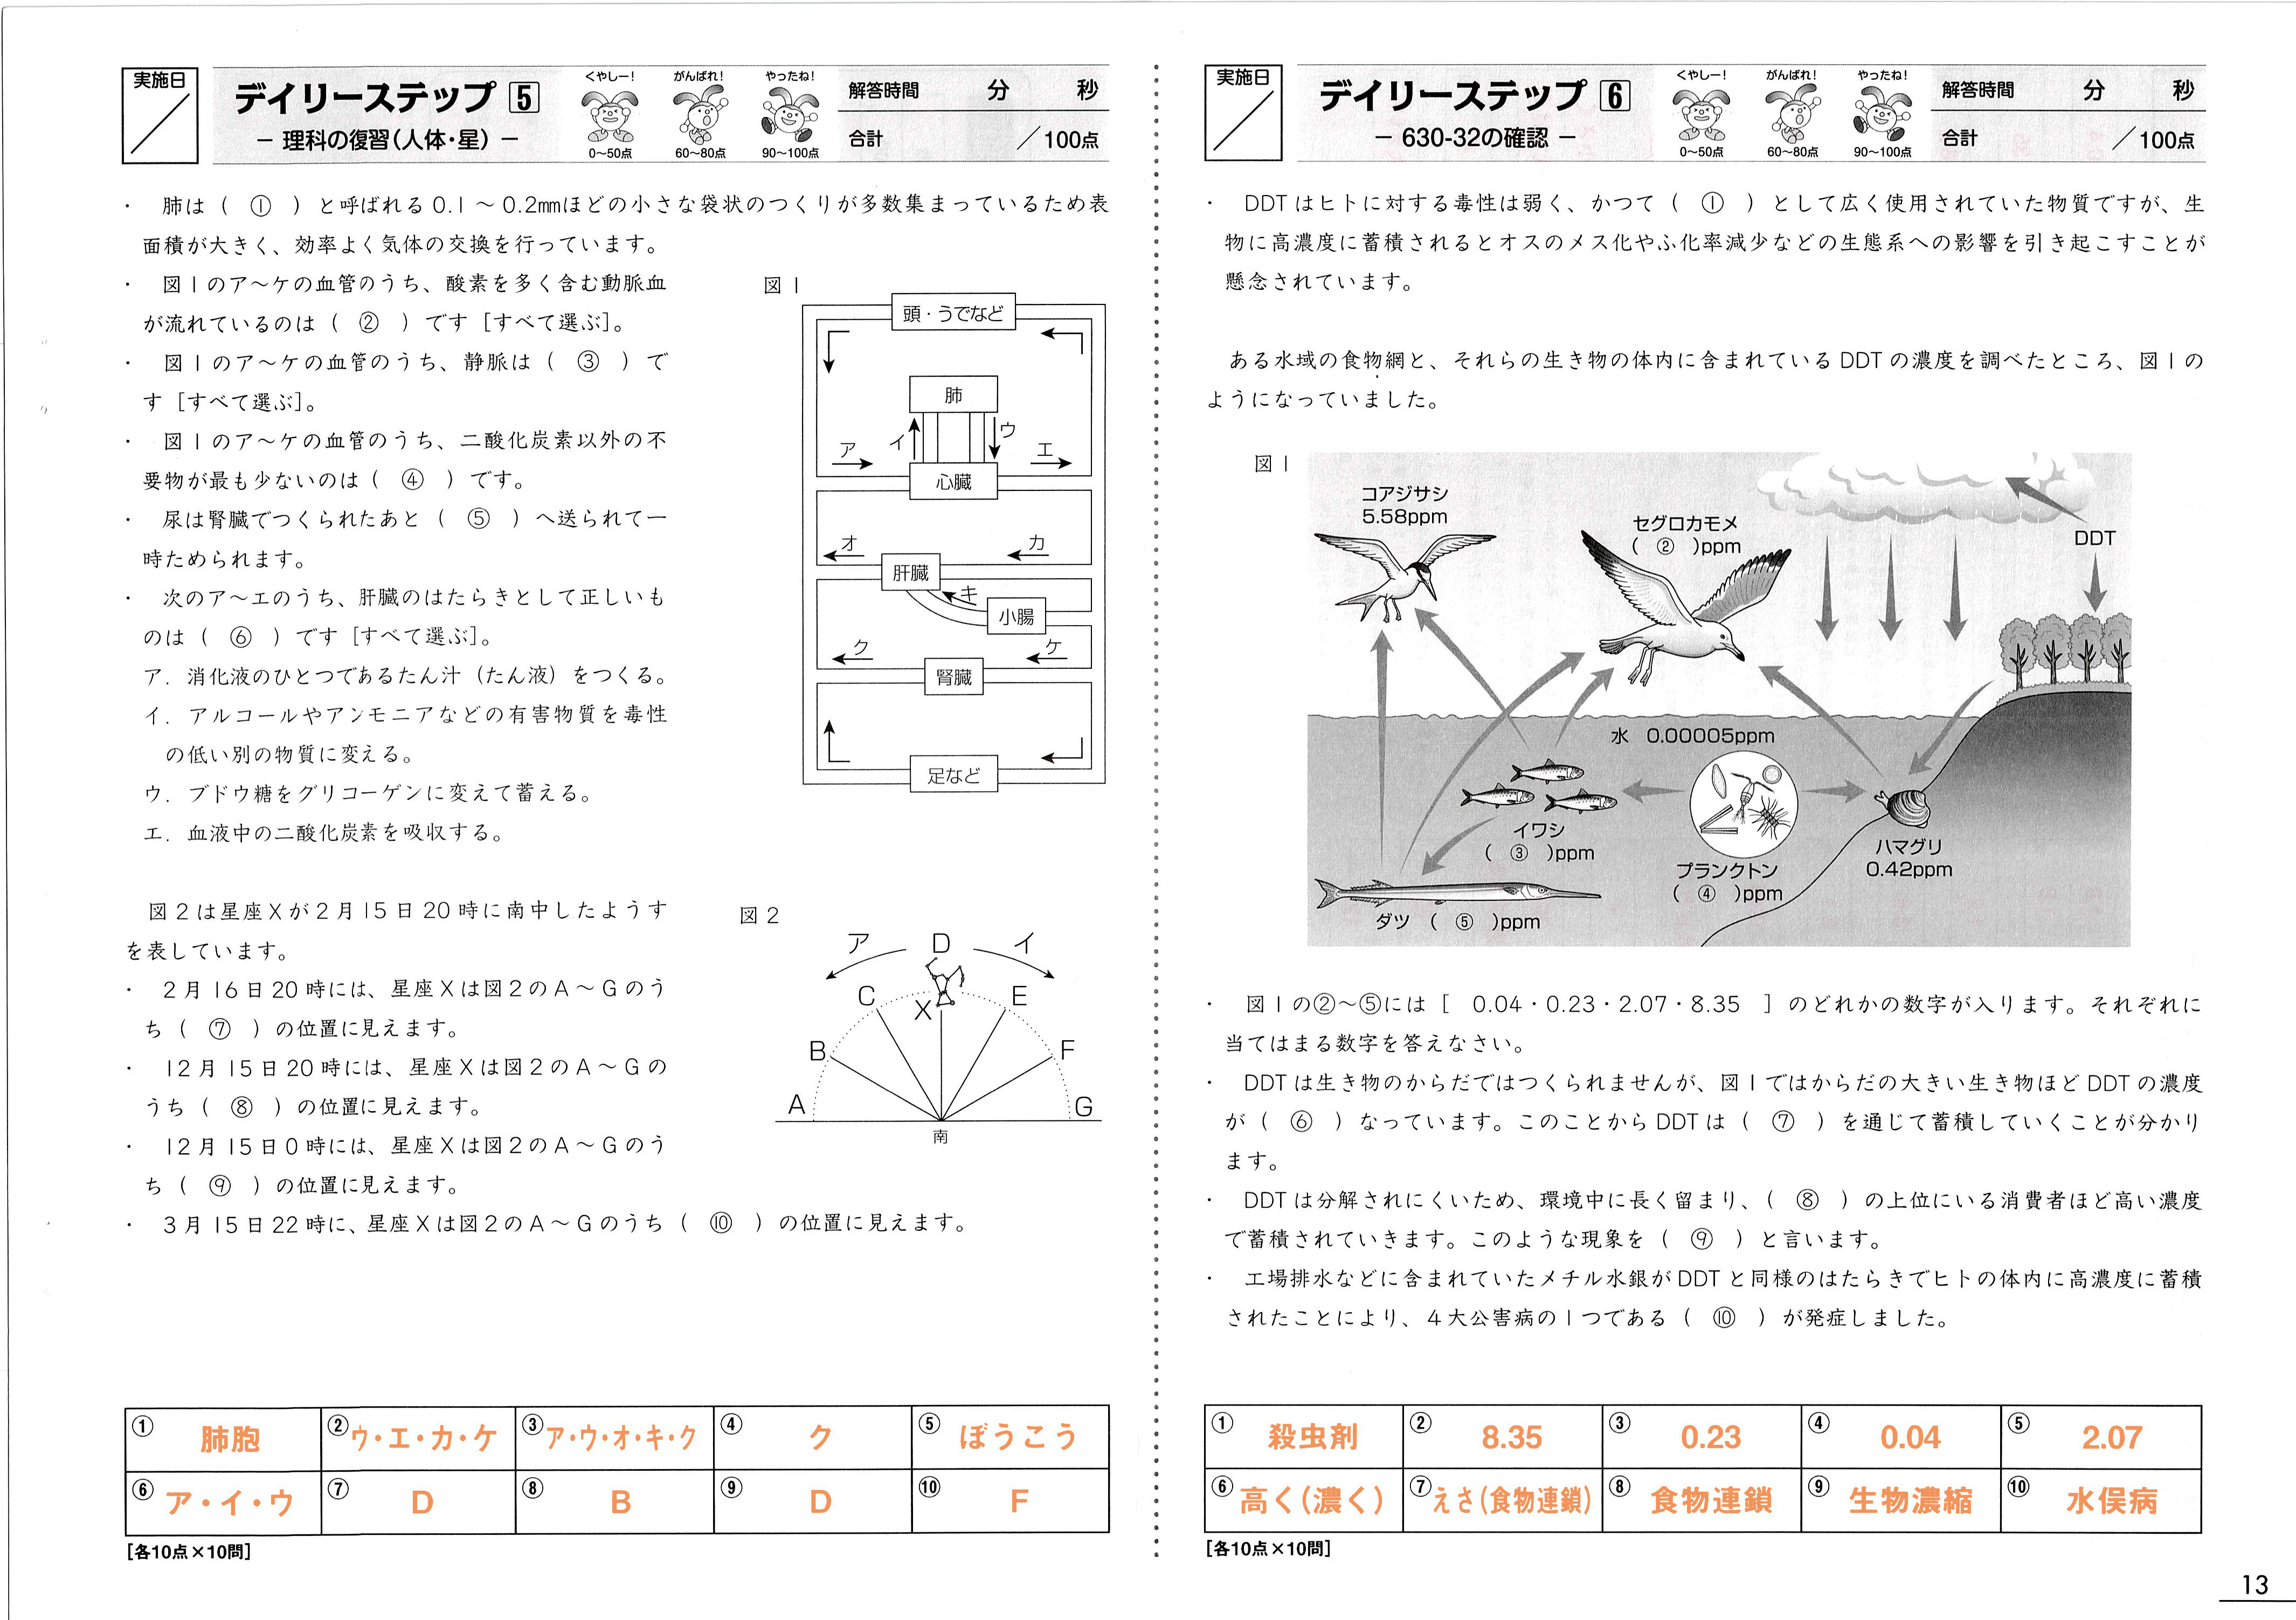 実施日
デイリーステップ 5
－ 理科の復習(人体・星) －
くやしー!
がんばれ!
やったね!
0～50点
60～80点
90～100点
解答時間 分 秒
合計 ／100点
・ 肺は（ ① ）と呼ばれる0.1～0.2mmほどの小さな袋状のつくりが多数集まっているため表
面積が大きく、効率よく気体の交換を行っています。
・ 図1のア～ケの血管のうち、酸素を多く含む動脈血
が流れているのは（ ② ）です［すべて選ぶ］。
・ 図1のア～ケの血管のうち、静脈は（ ③ ）で
す［すべて選ぶ］。
・ 図1のア～ケの血管のうち、二酸化炭素以外の不
要物が最も少ないのは（ ④ ）です。
・ 尿は腎臓でつくられたあと（ ⑤ ）へ送られて一
時ためられます。
・ 次のア～エのうち、肝臓のはたらきとして正しいも
のは（ ⑥ ）です［すべて選ぶ］。
ア．消化液のひとつであるたん汁（たん液）をつくる。
イ．アルコールやアンモニアなどの有害物質を毒性
の低い別の物質に変える。
ウ．ブドウ糖をグリコーゲンに変えて蓄える。
エ．血液中の二酸化炭素を吸収する。
図1
頭・うでなど
肺
ア
イ
ウ
エ
心臓
オ
カ
肝臓
キ
小腸
ク
ケ
腎臓
足など
図2は星座Xが2月15日20時に南中したようす
を表しています。
・ 2月16日20時には、星座Xは図2のA～Gのう
ち（ ⑦ ）の位置に見えます。
・ 12月15日20時には、星座Xは図2のA～Gの
うち（ ⑧ ）の位置に見えます。
・ 12月15日0時には、星座Xは図2のA～Gのう
ち（ ⑨ ）の位置に見えます。
・ 3月15日22時に、星座Xは図2のA～Gのうち（ ⑩ ）の位置に見えます。
図2
ア D イ
C X E
B F
A G
南
① 肺胞 ② ウ・エ・カ・ケ ③ ア・ウ・オ・キ・ク ④ ク ⑤ ぼうこう
⑥ ア・イ・ウ ⑦ D ⑧ B ⑨ D ⑩ F
［各10点×10問］
実施日
デイリーステップ 6
－ 630-32の確認 －
くやしー!
がんばれ!
やったね!
0～50点
60～80点
90～100点
解答時間 分 秒
合計 ／100点
・ DDTはヒトに対する毒性は弱く、かつて（ ① ）として広く使用されていた物質ですが、生
物に高濃度に蓄積されるとオスのメス化やふ化率減少などの生態系への影響を引き起こすことが
懸念されています。
ある水域の食物網と、それらの生き物の体内に含まれているDDTの濃度を調べたところ、図1の
ようになっていました。
図1
コアジサシ
5.58ppm
セグロカモメ
( ② )ppm
DDT
水 0.00005ppm
イワシ
( ③ )ppm
プランクトン
( ④ )ppm
ハマグリ
0.42ppm
ダツ ( ⑤ )ppm
・ 図1の②～⑤には［ 0.04・0.23・2.07・8.35 ］のどれかの数字が入ります。それぞれに
当てはまる数字を答えなさい。
・ DDTは生き物のからだではつくられませんが、図1ではからだの大きい生き物ほどDDTの濃度
が（ ⑥ ）なっています。このことからDDTは（ ⑦ ）を通じて蓄積していくことが分かり
ます。
・ DDTは分解されにくいため、環境中に長く留まり、（ ⑧ ）の上位にいる消費者ほど高い濃度
で蓄積されていきます。このような現象を（ ⑨ ）と言います。
・ 工場排水などに含まれていたメチル水銀がDDTと同様のはたらきでヒトの体内に高濃度に蓄積
されたことにより、4大公害病の1つである（ ⑩ ）が発症しました。
① 殺虫剤 ② 8.35 ③ 0.23 ④ 0.04 ⑤ 2.07
⑥ 高く(濃く) ⑦ えさ(食物連鎖) ⑧ 食物連鎖 ⑨ 生物濃縮 ⑩ 水俣病
［各10点×10問］
13